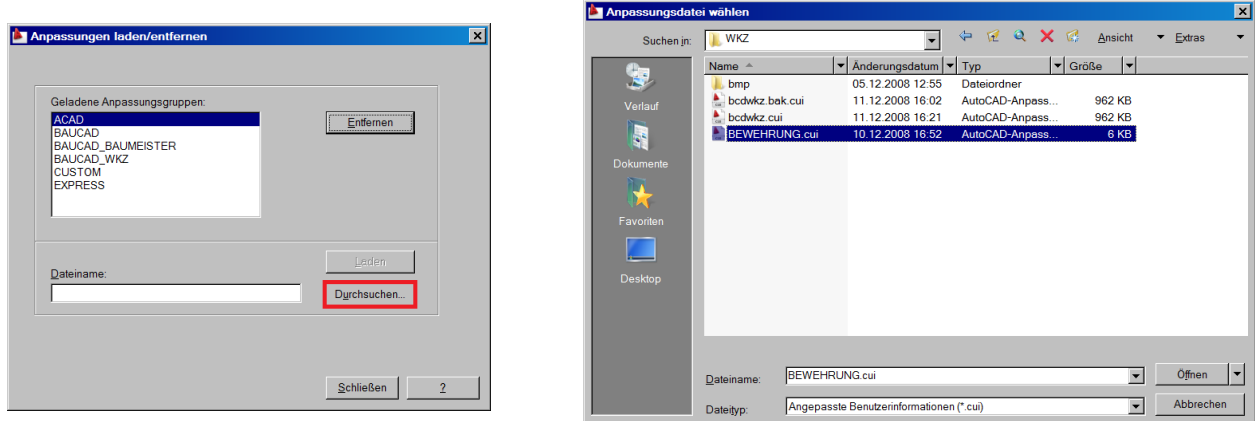 Anpassungen laden/entfernen
Geladene Anpassungsgruppen:
ACAD
BAUCAD
BAUCAD_BAUMEISTER
BAUCAD_WKZ
CUSTOM
EXPRESS
Entfernen
Laden
Dateiname:
Durchsuchen...
Schließen ?
Anpassungsdatei wählen
Suchen in: WKZ Ansicht Extras
Name Änderungsdatum Typ Größe
bmp 05.12.2008 12:55 Dateiordner
bcdwkz.bak.cui 11.12.2008 16:02 AutoCAD-Anpass... 962 KB
bcdwkz.cui 11.12.2008 16:21 AutoCAD-Anpass... 962 KB
BEWEHRUNG.cui 10.12.2008 16:52 AutoCAD-Anpass... 6 KB
Verlauf
Dokumente
Favoriten
Desktop
Dateiname: BEWEHRUNG.cui Öffnen
Dateityp: Angepasste Benutzerinformationen (*.cui) Abbrechen